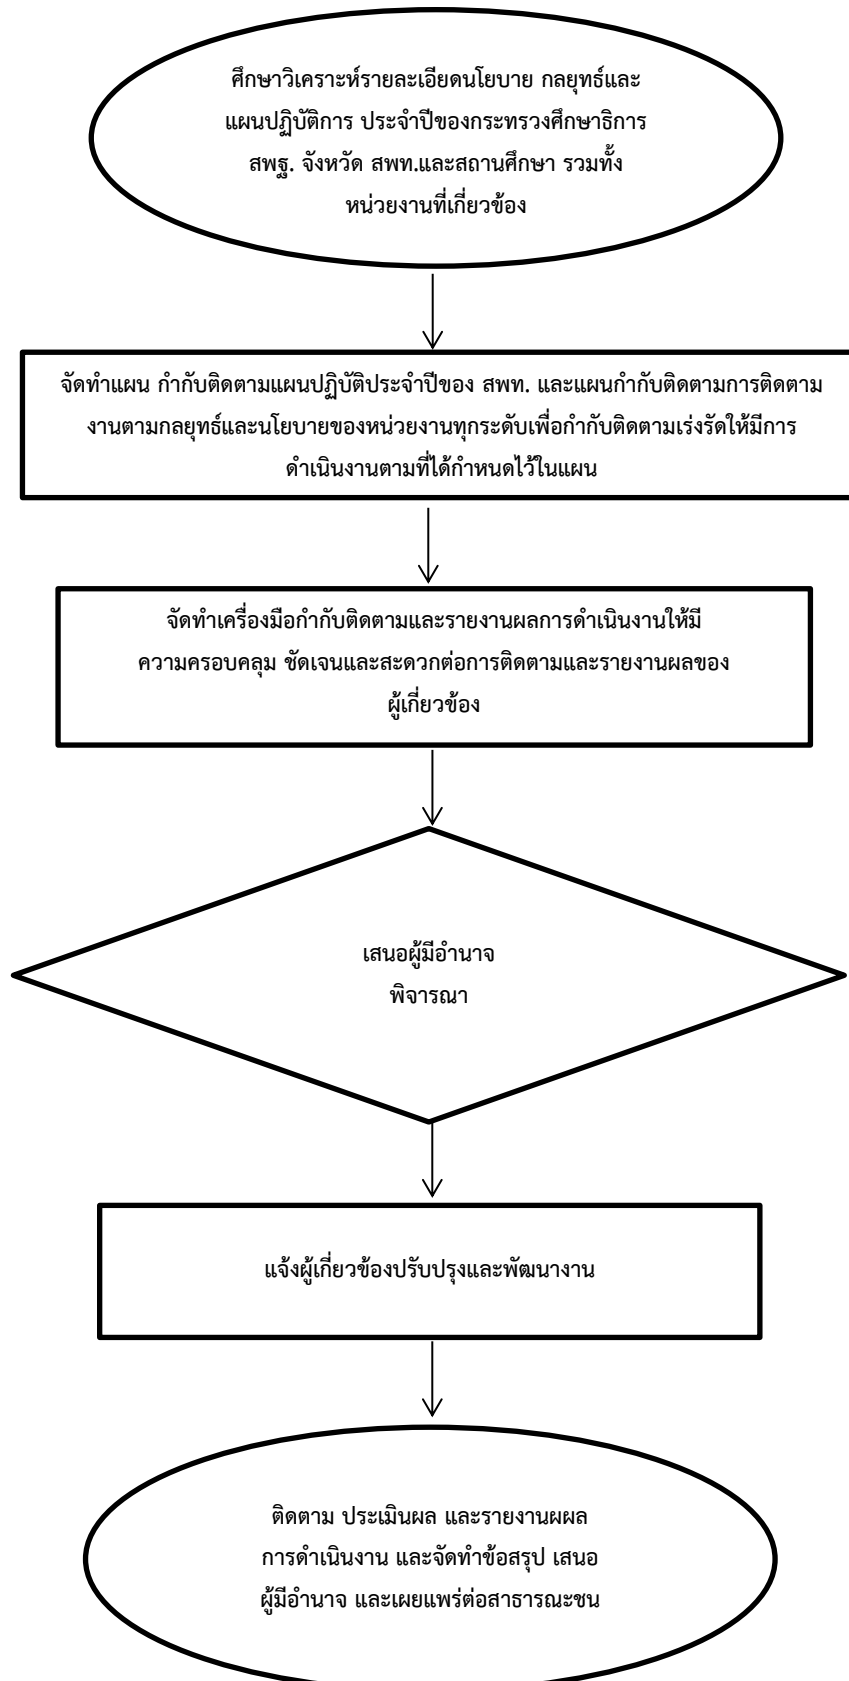 ศึกษาวิเคราะห์รายละเอียดนโยบาย กลยุทธ์และ
แผนปฏิบัติการ ประจำปีของกระทรวงศึกษาธิการ
สพฐ. จังหวัด สพท.และสถานศึกษา รวมทั้ง
หน่วยงานที่เกี่ยวข้อง
จัดทำแผน กำกับติดตามแผนปฏิบัติประจำปีของ สพท. และแผนกำกับติดตามการติดตาม
งานตามกลยุทธ์และนโยบายของหน่วยงานทุกระดับเพื่อกำกับติดตามเร่งรัดให้มีการ
ดำเนินงานตามที่ได้กำหนดไว้ในแผน
จัดทำเครื่องมือกำกับติดตามและรายงานผลการดำเนินงานให้มี
ความครอบคลุม ชัดเจนและสะดวกต่อการติดตามและรายงานผลของ
ผู้เกี่ยวข้อง
เสนอผู้มีอำนาจ
พิจารณา
แจ้งผู้เกี่ยวข้องปรับปรุงและพัฒนางาน
ติดตาม ประเมินผล และรายงานผผล
การดำเนินงาน และจัดทำข้อสรุป เสนอ
ผู้มีอำนาจ และเผยแพร่ต่อสาธารณะชน